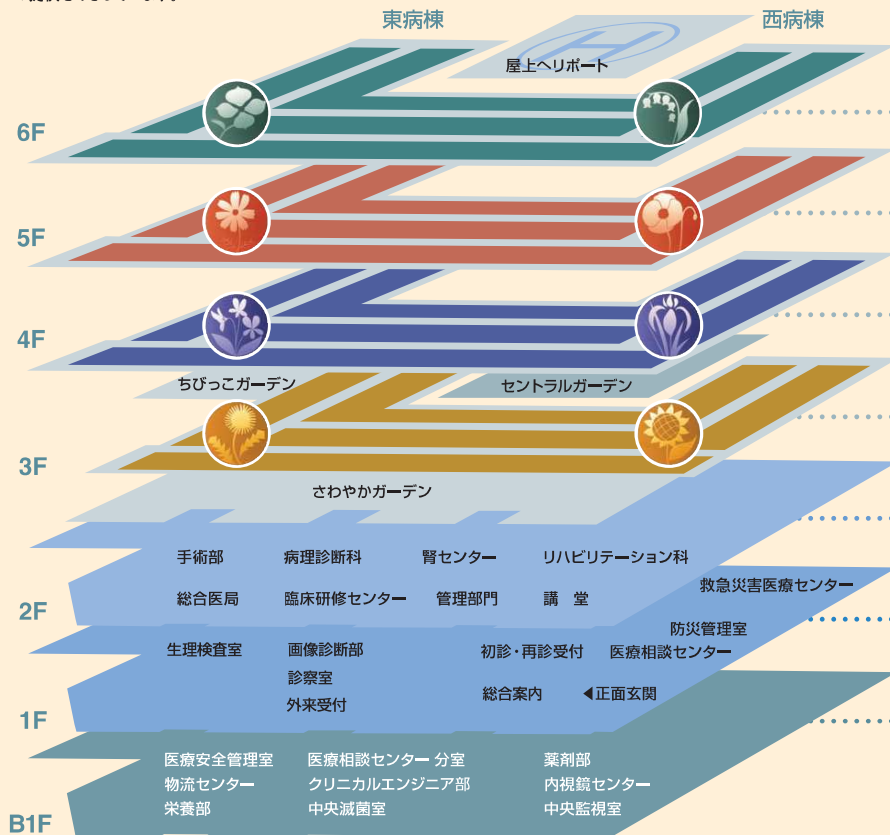 東病棟
西病棟
屋上ヘリポート
6F
5F
4F
ちびっこガーデン
セントラルガーデン
3F
さわやかガーデン
手術部 病理診断科 腎センター リハビリテーション科
救急災害医療センター
総合医局 臨床研修センター 管理部門 講 堂
2F
防災管理室
生理検査室 画像診断部 初診・再診受付 医療相談センター
診察室
総合案内 ◀正面玄関
外来受付
1F
医療安全管理室 医療相談センター 分室 薬剤部
物流センター クリニカルエンジニア部 内視鏡センター
栄養部 中央滅菌室 中央監視室
B1F